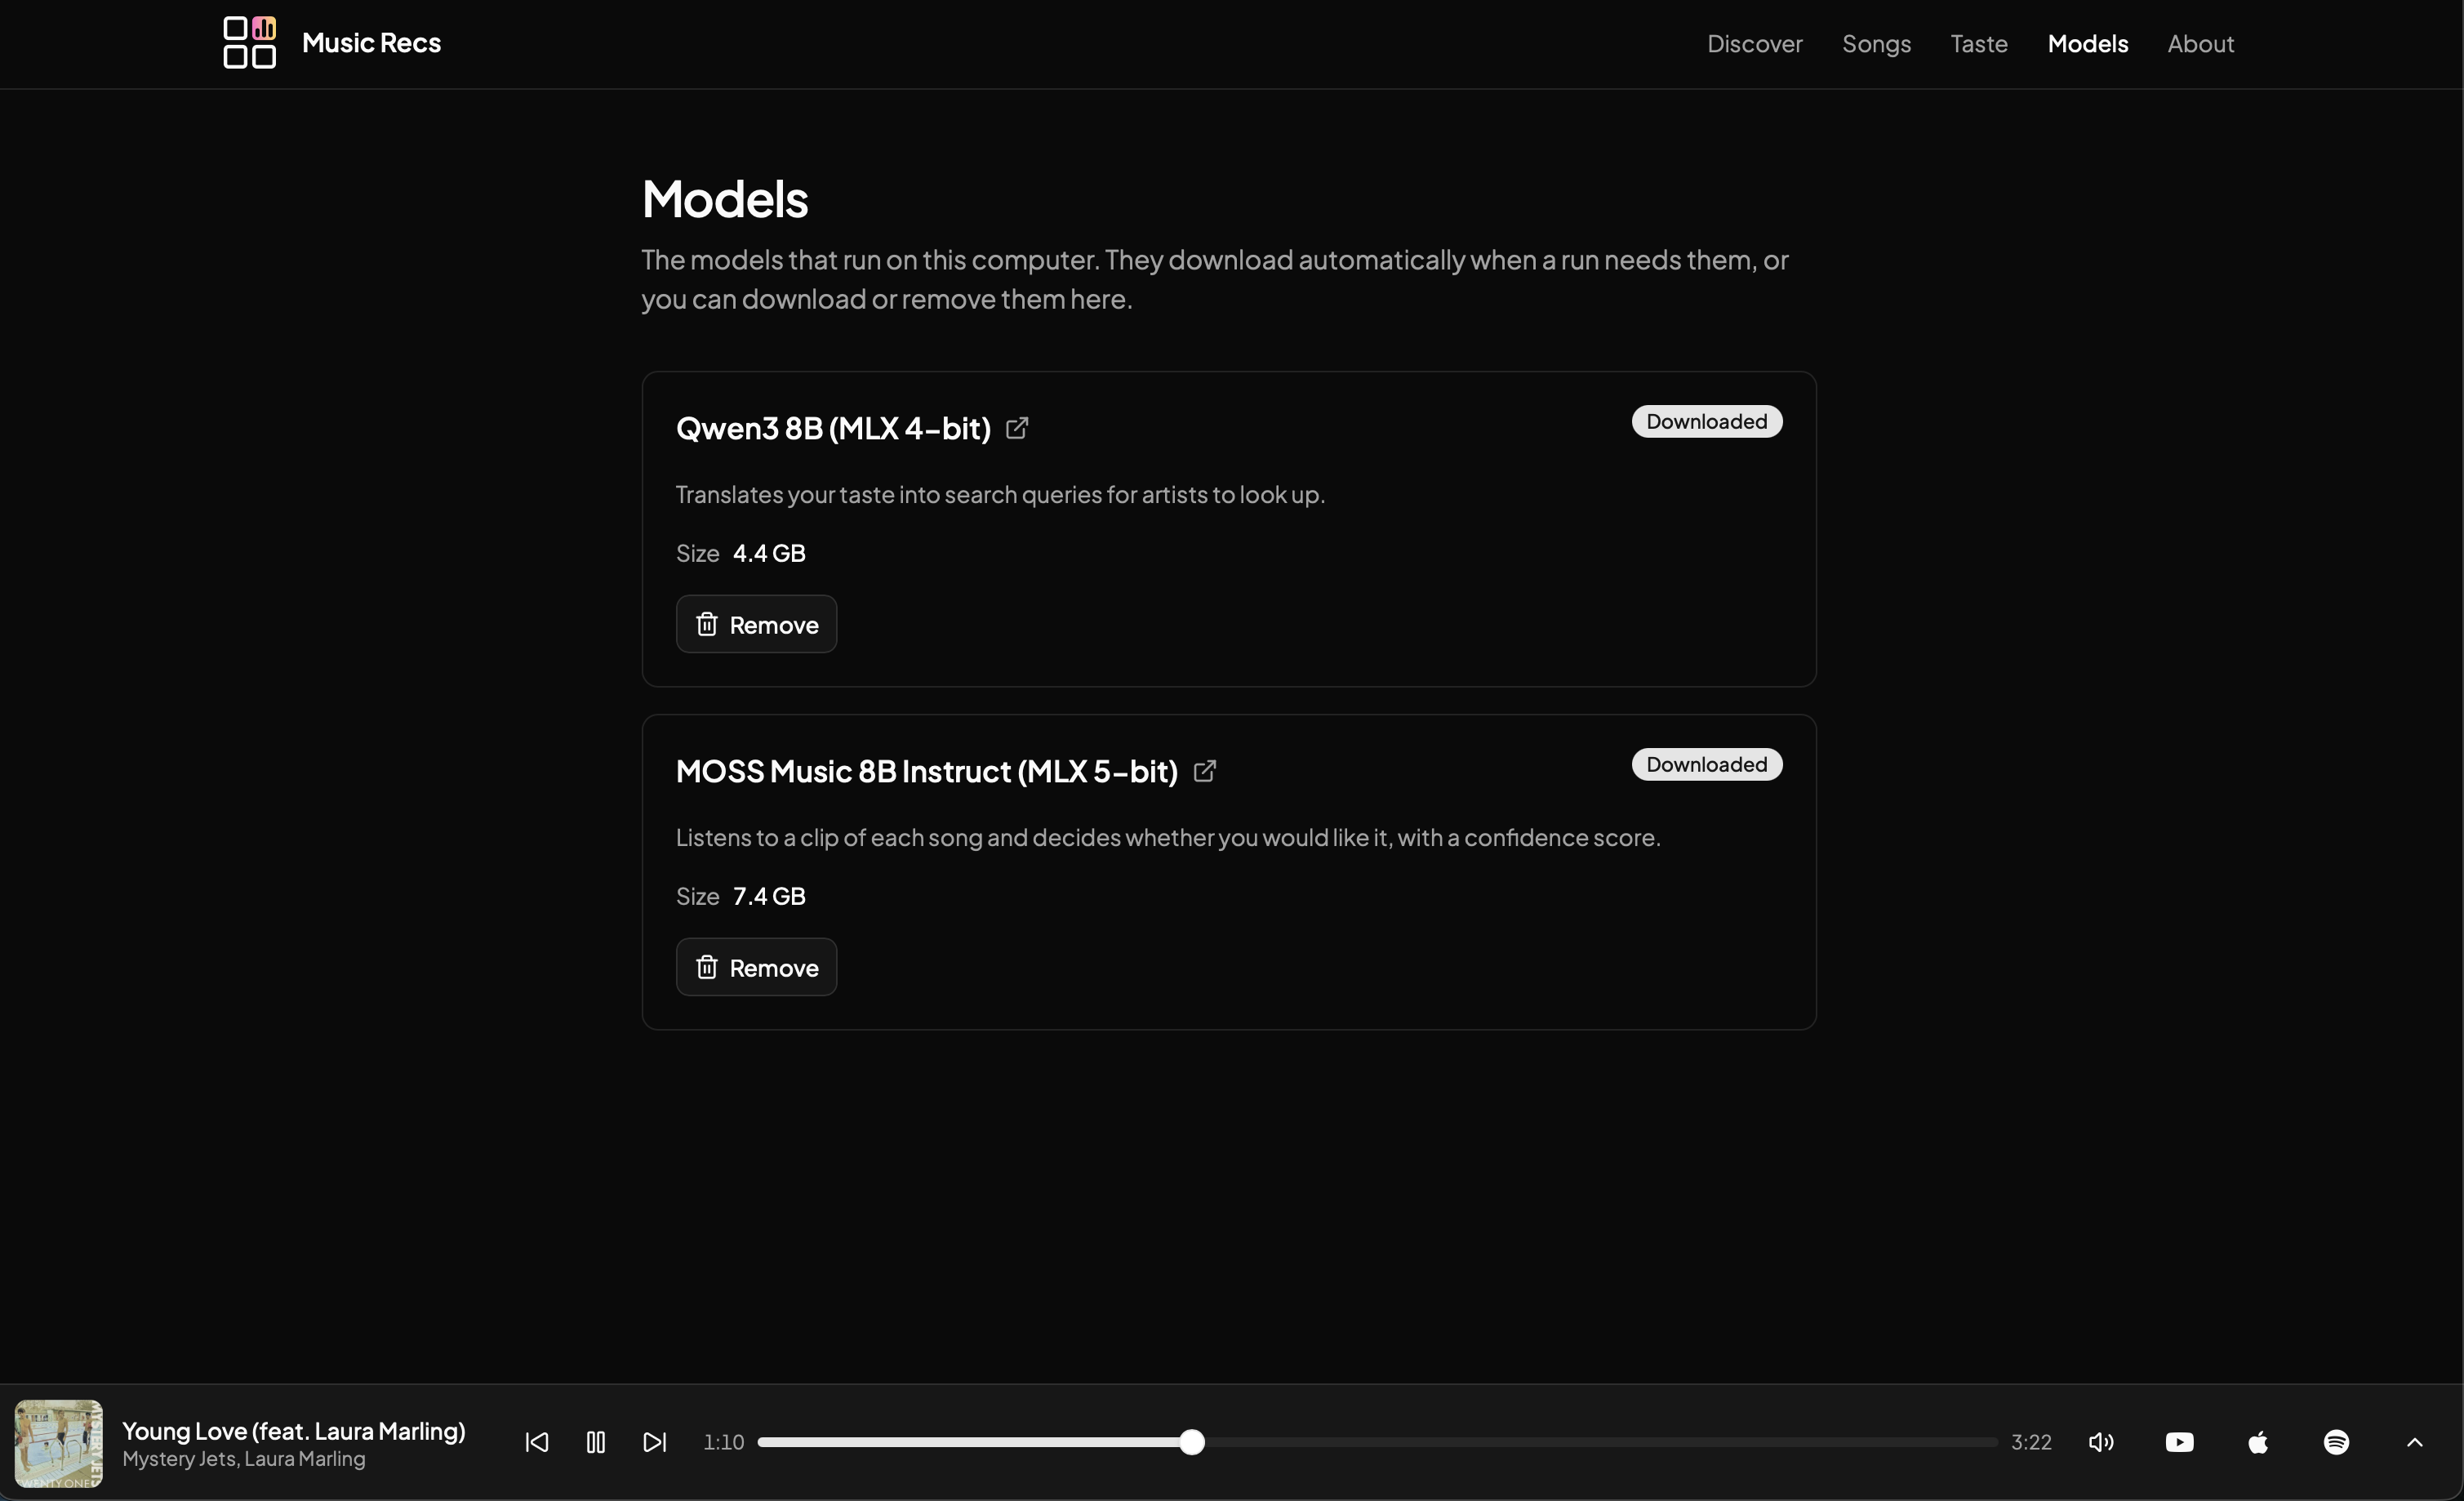 Music Recs
Discover
Songs
Taste
Models
About
Models
The models that run on this computer. They download automatically when a run needs them, or
you can download or remove them here.
Qwen3 8B (MLX 4-bit)
Downloaded
Translates your taste into search queries for artists to look up.
Size 4.4 GB
Remove
MOSS Music 8B Instruct (MLX 5-bit)
Downloaded
Listens to a clip of each song and decides whether you would like it, with a confidence score.
Size 7.4 GB
Remove
MYSTERY JETS
TWENTY ONE
Young Love (feat. Laura Marling)
Mystery Jets, Laura Marling
1:10
3:22